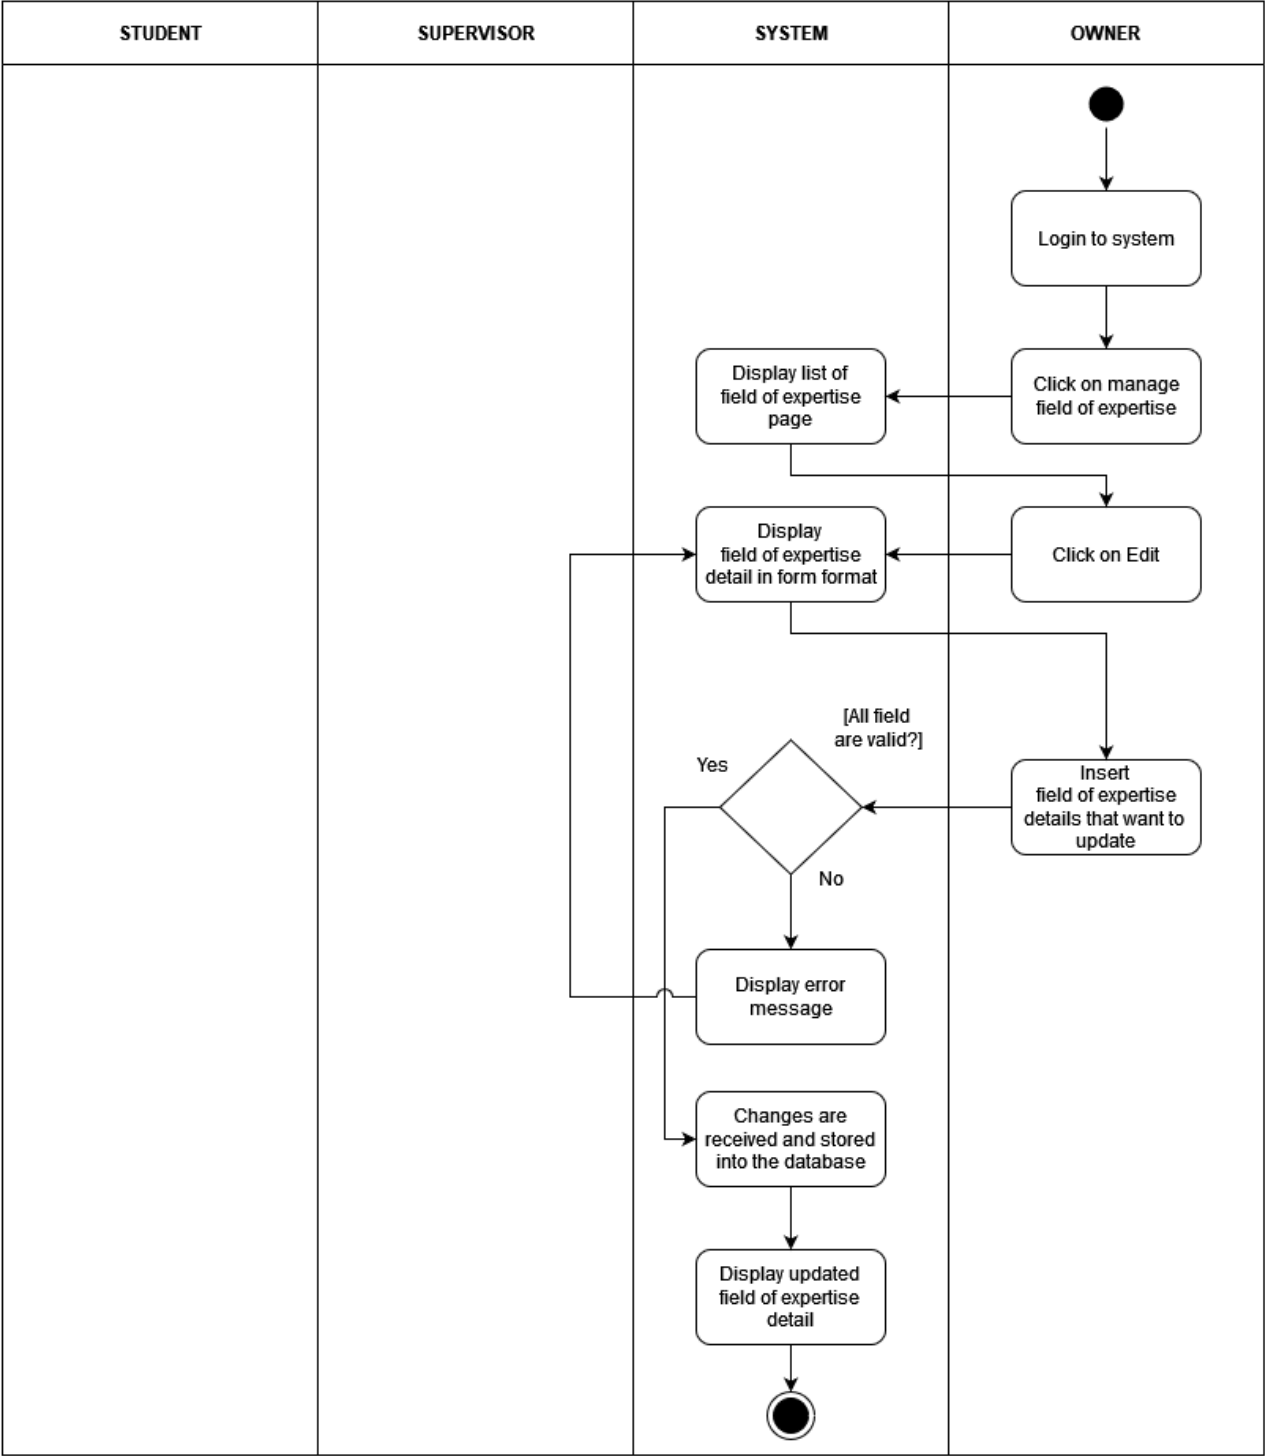 STUDENT
SUPERVISOR
SYSTEM
OWNER
Login to system
Display list of
field of expertise
page
Click on manage
field of expertise
Display
field of expertise
detail in form format
Click on Edit
[All field
are valid?]
Yes
Insert
field of expertise
details that want to
update
No
Display error
message
Changes are
received and stored
into the database
Display updated
field of expertise
detail